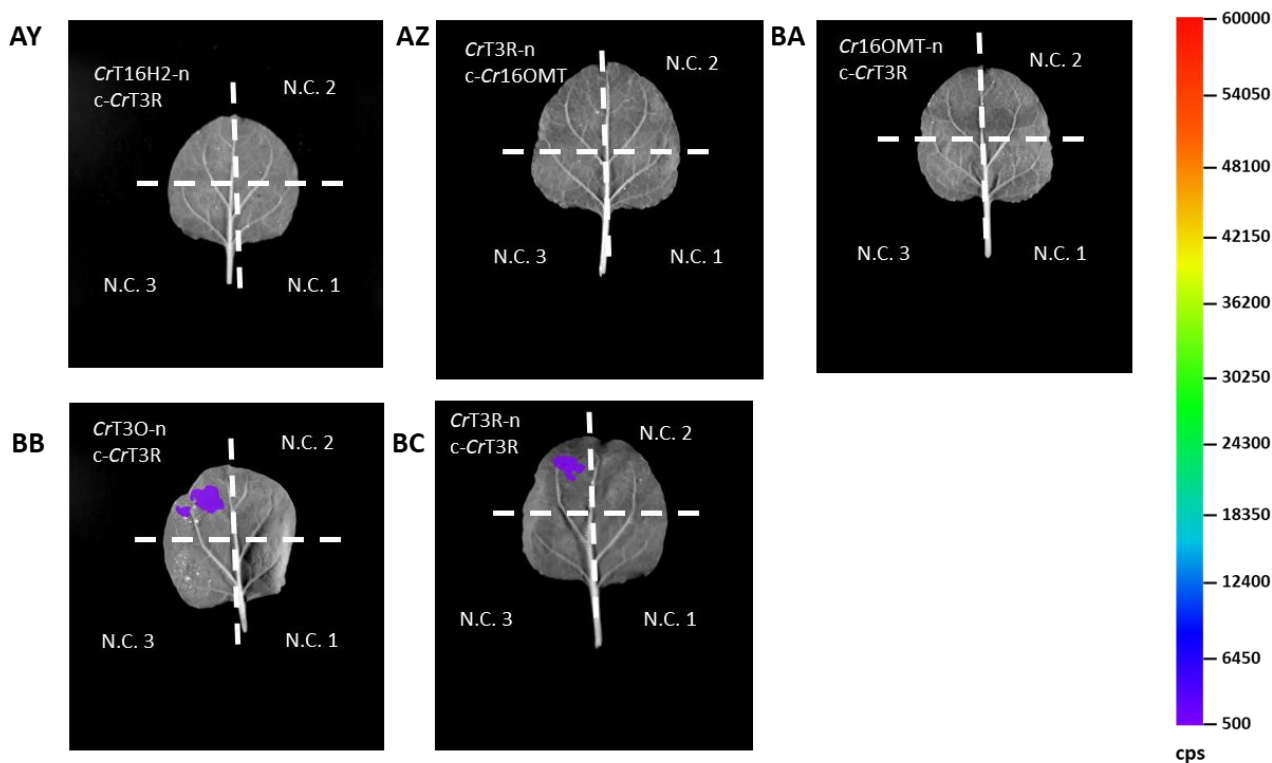 AY
CrT16H2-n
c-CrT3R
N.C. 2
N.C. 3
N.C. 1
AZ
CrT3R-n
c-Cr16OMT
N.C. 2
N.C. 3
N.C. 1
BA
Cr16OMT-n
c-CrT3R
N.C. 2
N.C. 3
N.C. 1
BB
CrT3O-n
c-CrT3R
N.C. 2
N.C. 3
N.C. 1
BC
CrT3R-n
c-CrT3R
N.C. 2
N.C. 3
N.C. 1
60000
54050
48100
42150
36200
30250
24300
18350
12400
6450
500
cps